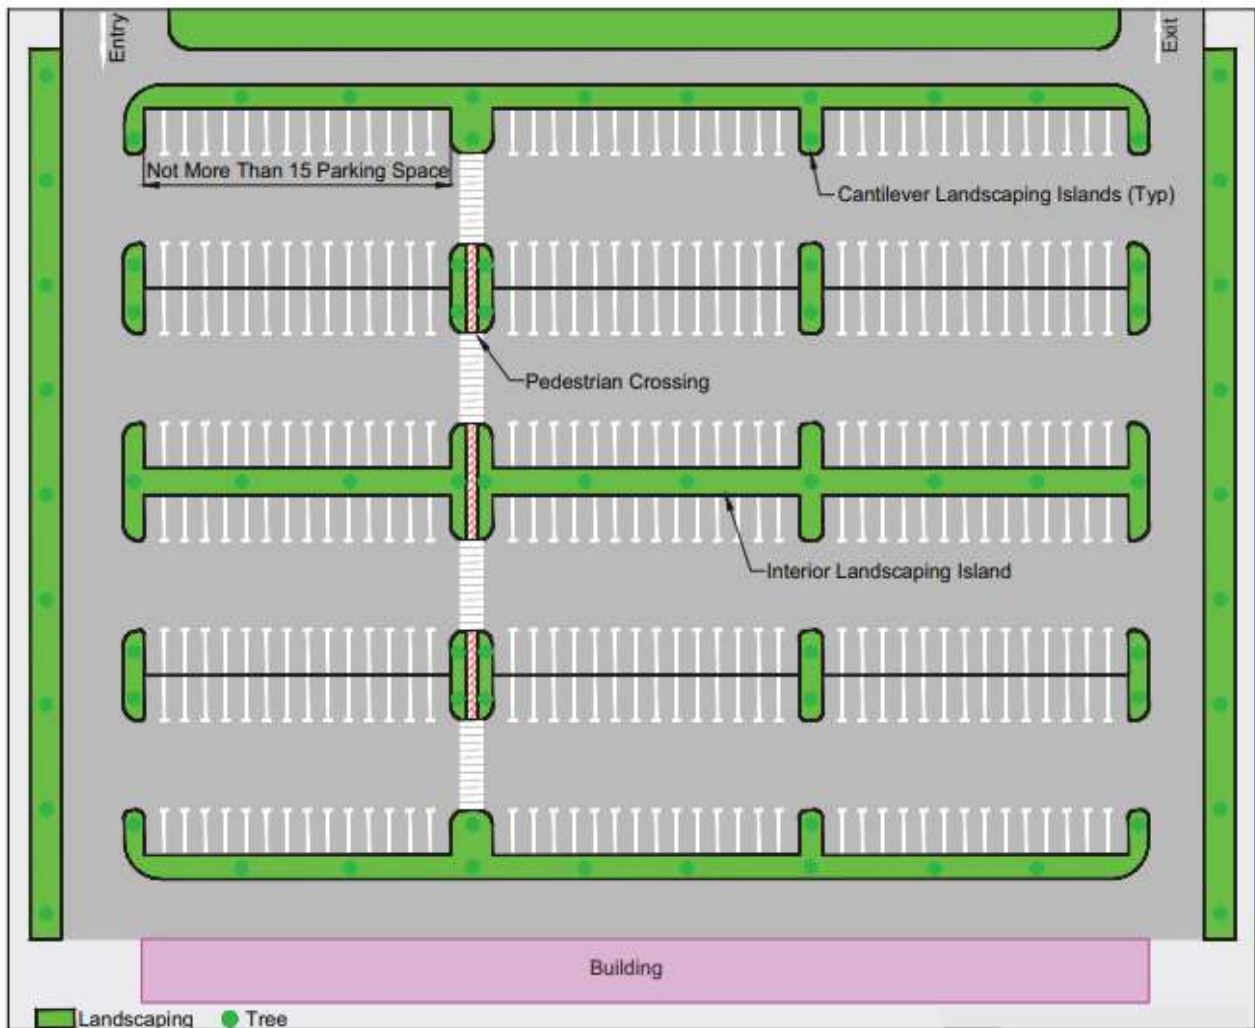 Entry
Exit
Not More Than 15 Parking Space
Cantilever Landscaping Islands (Typ)
Pedestrian Crossing
Interior Landscaping Island
Building
Landscaping
Tree